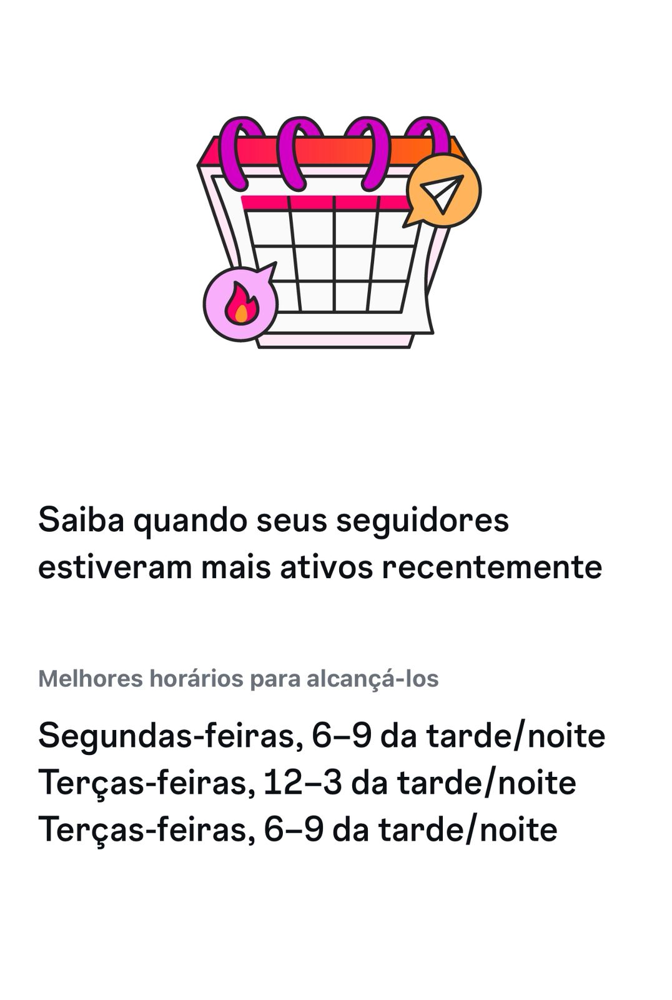 Saiba quando seus seguidores
estiveram mais ativos recentemente
Melhores horários para alcançá-los
Segundas-feiras, 6–9 da tarde/noite
Terças-feiras, 12–3 da tarde/noite
Terças-feiras, 6–9 da tarde/noite